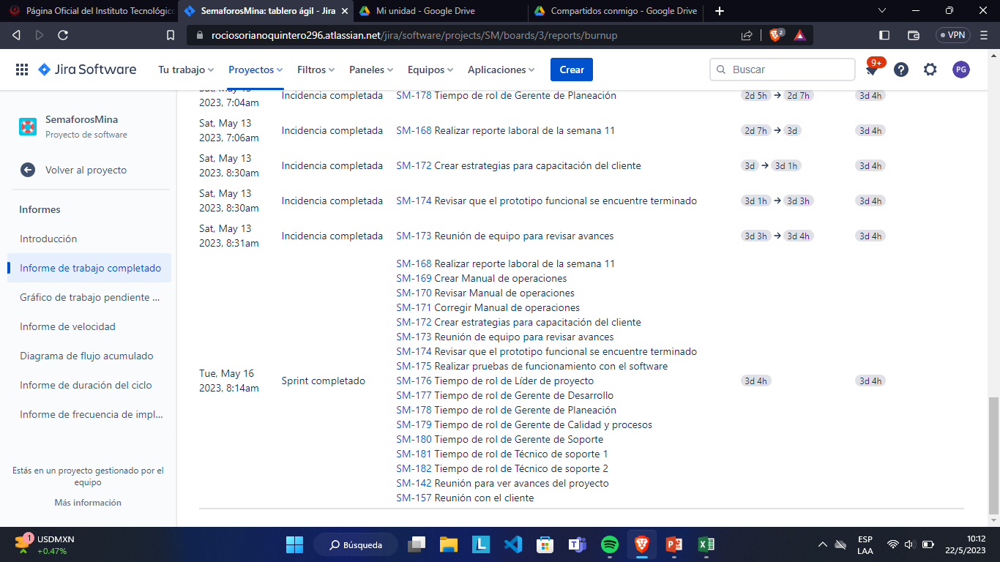 Página Oficial del Instituto Tecnológico
SemaforosMina: tablero ágil - Jira
Mi unidad - Google Drive
Compartidos conmigo - Google Drive
rociosorianoquintero296.atlassian.net/jira/software/projects/SM/boards/3/reports/burnup
2
VPN
Jira Software
Tu trabajo
Proyectos
Filtros
Paneles
Equipos
Aplicaciones
Crear
Buscar
9+
PG
SemaforosMina
Proyecto de software
Volver al proyecto
Informes
Introducción
Informe de trabajo completado
Gráfico de trabajo pendiente ...
Informe de velocidad
Diagrama de flujo acumulado
Informe de duración del ciclo
Informe de frecuencia de impl...
Estás en un proyecto gestionado por el
equipo
Más información
2023, 7:04am
Incidencia completada
SM-178 Tiempo de rol de Gerente de Planeación
2d 5h → 2d 7h
3d 4h
Sat, May 13
2023, 7:06am
Incidencia completada
SM-168 Realizar reporte laboral de la semana 11
2d 7h → 3d
3d 4h
Sat, May 13
2023, 8:30am
Incidencia completada
SM-172 Crear estrategias para capacitación del cliente
3d → 3d 1h
3d 4h
Sat, May 13
2023, 8:30am
Incidencia completada
SM-174 Revisar que el prototipo funcional se encuentre terminado
3d 1h → 3d 3h
3d 4h
Sat, May 13
2023, 8:31am
Incidencia completada
SM-173 Reunión de equipo para revisar avances
3d 3h → 3d 4h
3d 4h
Tue, May 16
2023, 8:14am
Sprint completado
SM-168 Realizar reporte laboral de la semana 11
SM-169 Crear Manual de operaciones
SM-170 Revisar Manual de operaciones
SM-171 Corregir Manual de operaciones
SM-172 Crear estrategias para capacitación del cliente
SM-173 Reunión de equipo para revisar avances
SM-174 Revisar que el prototipo funcional se encuentre terminado
SM-175 Realizar pruebas de funcionamiento con el software
SM-176 Tiempo de rol de Líder de proyecto
SM-177 Tiempo de rol de Gerente de Desarrollo
SM-178 Tiempo de rol de Gerente de Planeación
SM-179 Tiempo de rol de Gerente de Calidad y procesos
SM-180 Tiempo de rol de Gerente de Soporte
SM-181 Tiempo de rol de Técnico de soporte 1
SM-182 Tiempo de rol de Técnico de soporte 2
SM-142 Reunión para ver avances del proyecto
SM-157 Reunión con el cliente
3d 4h
3d 4h
1
USDMXN
+0.47%
Búsqueda
L
ESP
LAA
10:12
22/5/2023